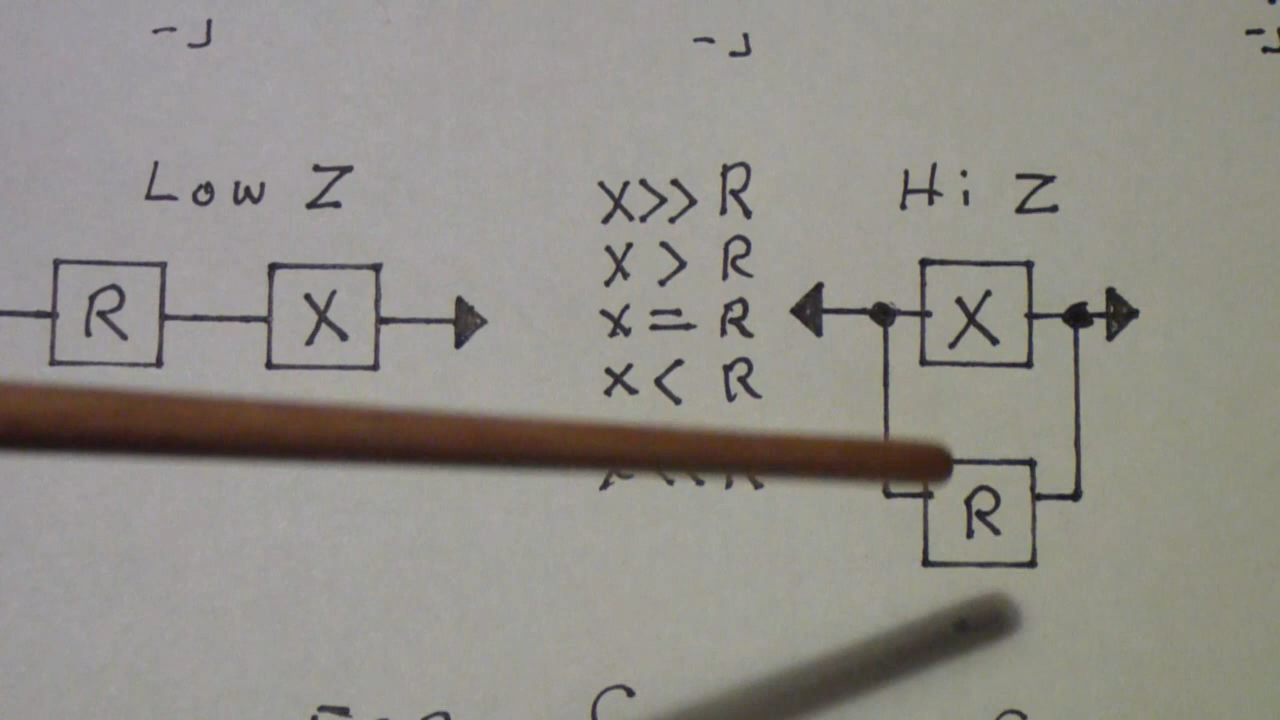 -J -J
Low Z
Hi Z
R X
X>>R
X > R
X = R
X < R
X
R